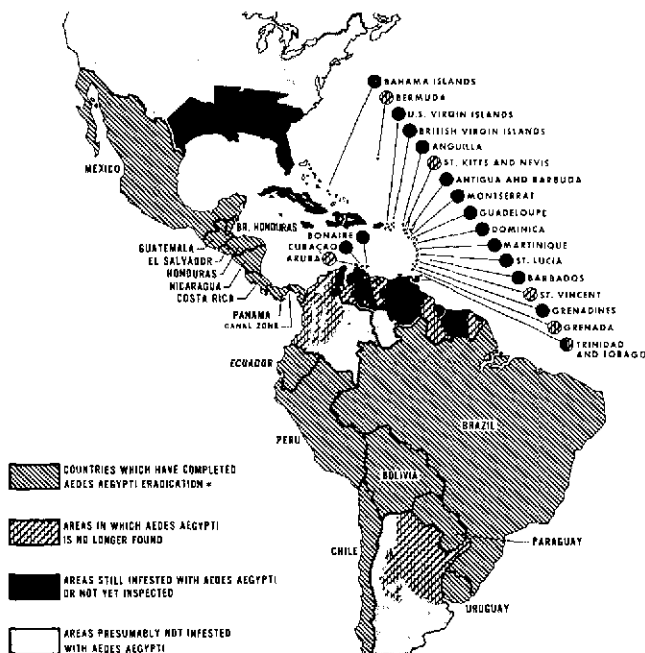 BAHAMA ISLANDS
BERMUDA
U.S. VIRGIN ISLANDS
BRITISH VIRGIN ISLANDS
ANGUILLA
ST. KITTS AND NEVIS
ANTIGUA AND BARBUDA
MONTSERRAT
GUADELOUPE
DOMINICA
MARTINIQUE
ST. LUCIA
BARBADOS
ST. VINCENT
GRENADINES
GRENADA
TRINIDAD
AND TOBAGO
MEXICO
BR. HONDURAS
BONAIRE
CURAÇAO
ARUBA
GUATEMALA
EL SALVADOR
HONDURAS
NICARAGUA
COSTA RICA
PANAMA
CANAL ZONE
ECUADOR
PERU
BRAZIL
BOLIVIA
CHILE
PARAGUAY
URUGUAY
COUNTRIES WHICH HAVE COMPLETED
AEDES AEGYPTI ERADICATION *
AREAS IN WHICH AEDES AEGYPTI
IS NO LONGER FOUND
AREAS STILL INFESTED WITH AEDES AEGYPTI
OR NOT YET INSPECTED
AREAS PRESUMABLY NOT INFESTED
WITH AEDES AEGYPTI